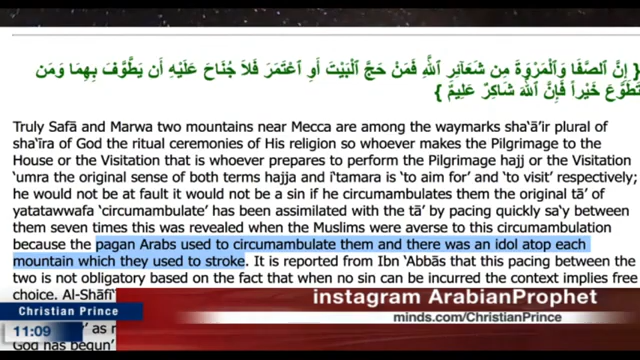 { إِنَّ ٱلصَّفَا وَٱلْمَرْوَةَ مِن شَعَآئِرِ ٱللَّهِ فَمَنْ حَجَّ ٱلْبَيْتَ أَوِ ٱعْتَمَرَ فَلاَ جُنَاحَ عَلَيْهِ أَن يَطَّوَّفَ بِهِمَا وَمَن
تَطَوَّعَ خَيْراً فَإِنَّ ٱللَّهَ شَاكِرٌ عَلِيمٌ }
Truly Safā and Marwa two mountains near Mecca are among the waymarks sha‘ā’ir plural of
sha‘īra of God the ritual ceremonies of His religion so whoever makes the Pilgrimage to the
House or the Visitation that is whoever prepares to perform the Pilgrimage hajj or the Visitation
‘umra the original sense of both terms hajja and i‘tamara is ‘to aim for’ and ‘to visit’ respectively;
he would not be at fault it would not be a sin if he circumambulates them the original tā’ of
yatatawwafa ‘circumambulate’ has been assimilated with the tā’ by pacing quickly sa‘y between
them seven times this was revealed when the Muslims were averse to this circumambulation
because the pagan Arabs used to circumambulate them and there was an idol atop each
mountain which they used to stroke. It is reported from Ibn ‘Abbās that this pacing between the
two is not obligatory based on the fact that when no sin can be incurred the context implies free
choice. Al-Shāfi‘
instagram ArabianProphet
Christian Prince
minds.com/ChristianPrince
11:09
as
God has begun’